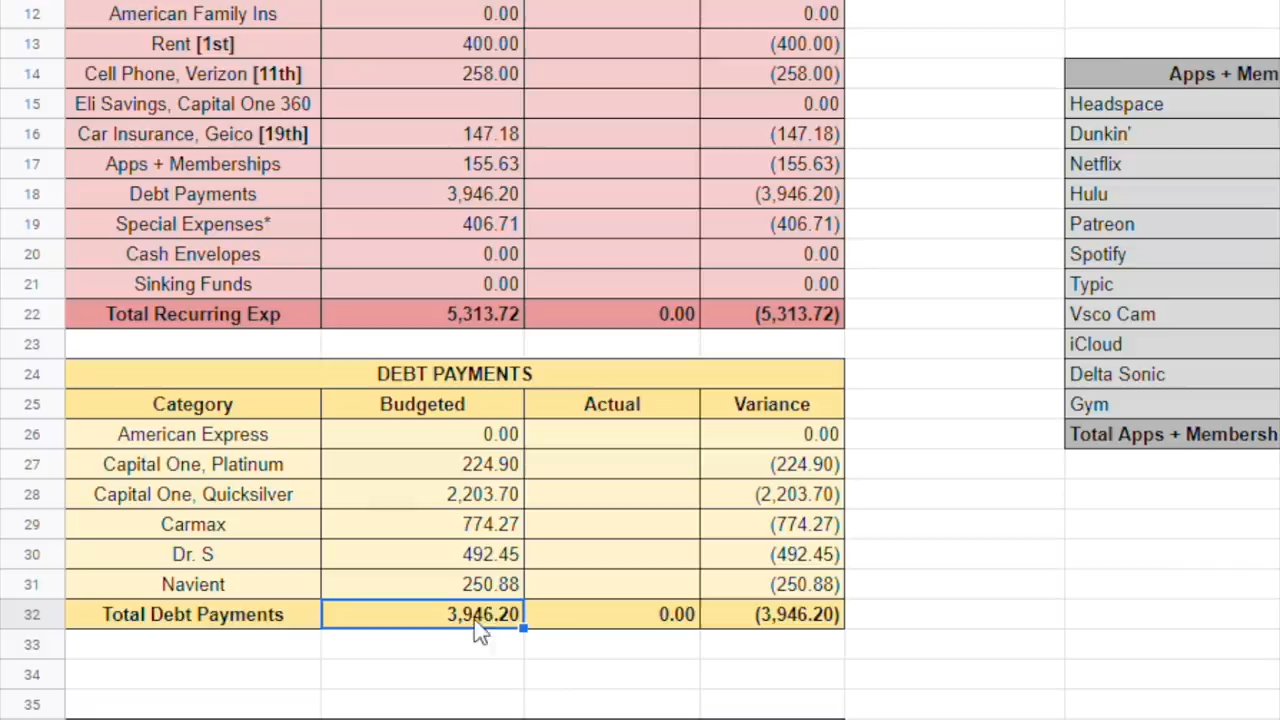 12 American Family Ins 0.00 0.00
13 Rent [1st] 400.00 (400.00)
14 Cell Phone, Verizon [11th] 258.00 (258.00) Apps + Mem
15 Eli Savings, Capital One 360 0.00 Headspace
16 Car Insurance, Geico [19th] 147.18 (147.18) Dunkin'
17 Apps + Memberships 155.63 (155.63) Netflix
18 Debt Payments 3,946.20 (3,946.20) Hulu
19 Special Expenses* 406.71 (406.71) Patreon
20 Cash Envelopes 0.00 0.00 Spotify
21 Sinking Funds 0.00 0.00 Typic
22 Total Recurring Exp 5,313.72 0.00 (5,313.72) Vsco Cam
23 iCloud
24 DEBT PAYMENTS Delta Sonic
25 Category Budgeted Actual Variance Gym
26 American Express 0.00 0.00 Total Apps + Membersh
27 Capital One, Platinum 224.90 (224.90)
28 Capital One, Quicksilver 2,203.70 (2,203.70)
29 Carmax 774.27 (774.27)
30 Dr. S 492.45 (492.45)
31 Navient 250.88 (250.88)
32 Total Debt Payments 3,946.20 0.00 (3,946.20)
33
34
35